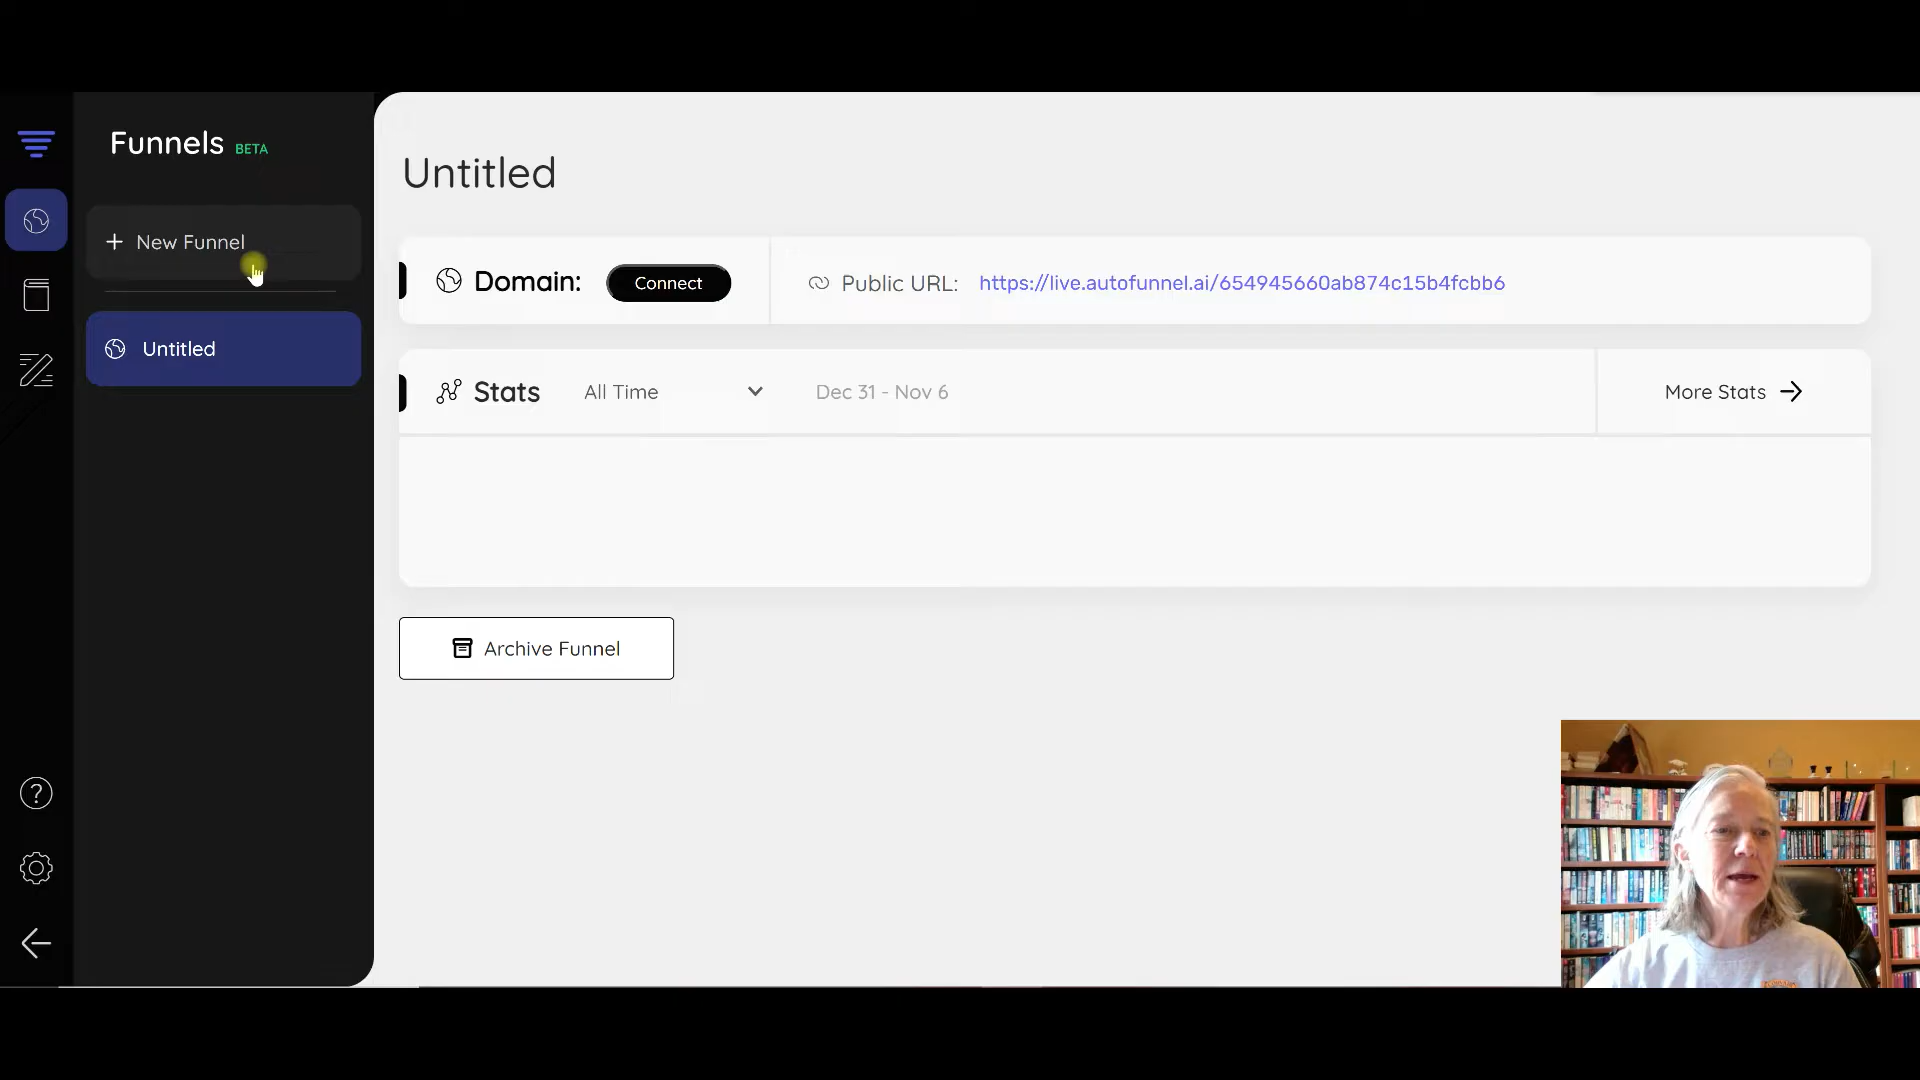 Funnels BETA
+ New Funnel
Untitled
Untitled
Domain: Connect
Public URL: https://live.autofunnel.ai/654945660ab874c15b4fcbb6
Stats All Time Dec 31 - Nov 6 More Stats
Archive Funnel
?